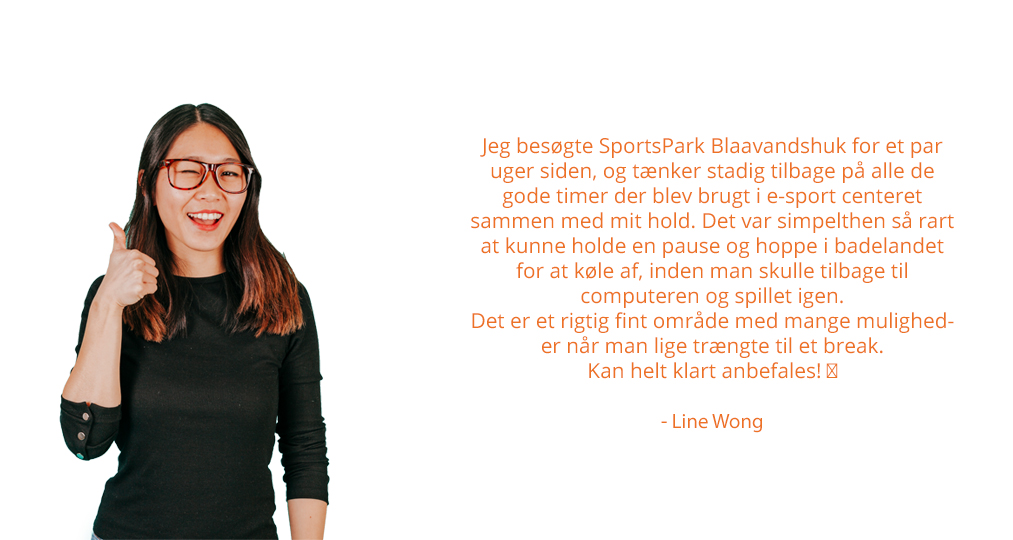 Jeg besøgte SportsPark Blaavandshuk for et par
uger siden, og tænker stadig tilbage på alle de
gode timer der blev brugt i e-sport centeret
sammen med mit hold. Det var simpelthen så rart
at kunne holde en pause og hoppe i badelandet
for at køle af, inden man skulle tilbage til
computeren og spillet igen.
Det er et rigtig fint område med mange mulighed-
er når man lige trængte til et break.
Kan helt klart anbefales! 
- Line Wong